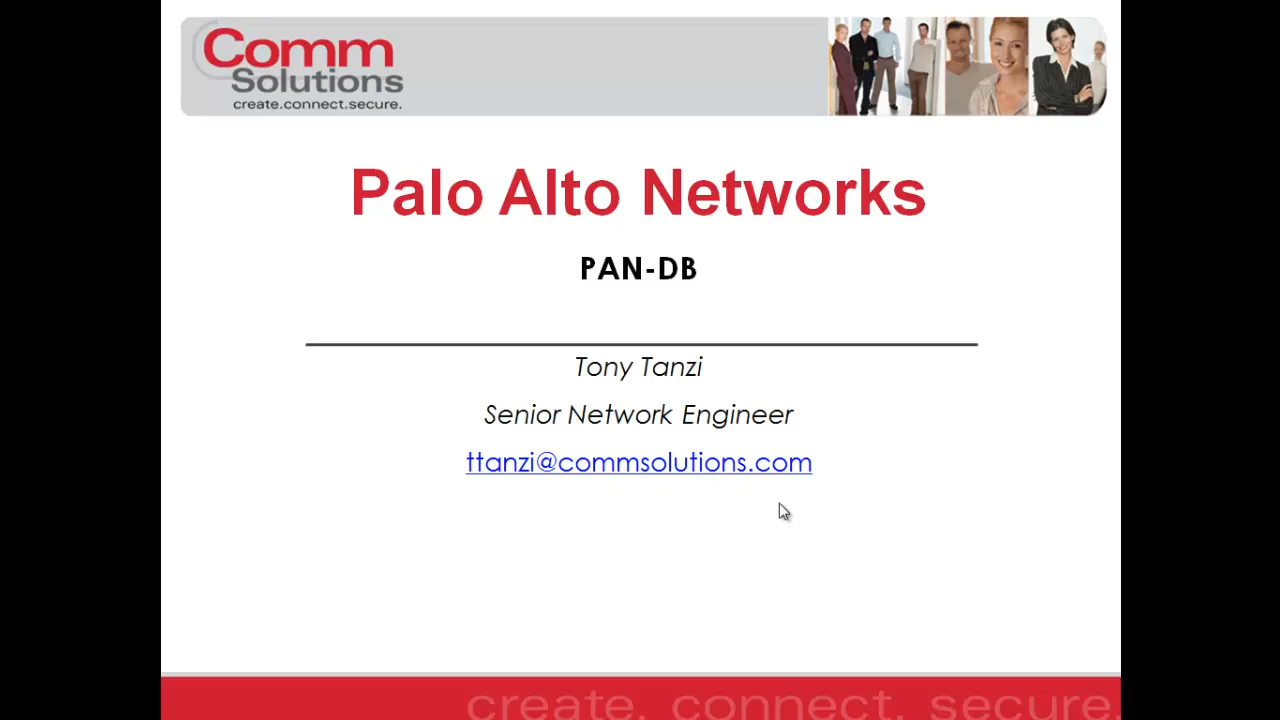 Comm
Solutions
create.connect.secure.
Palo Alto Networks
PAN-DB
Tony Tanzi
Senior Network Engineer
ttanzi@commsolutions.com
create. connect. secure.